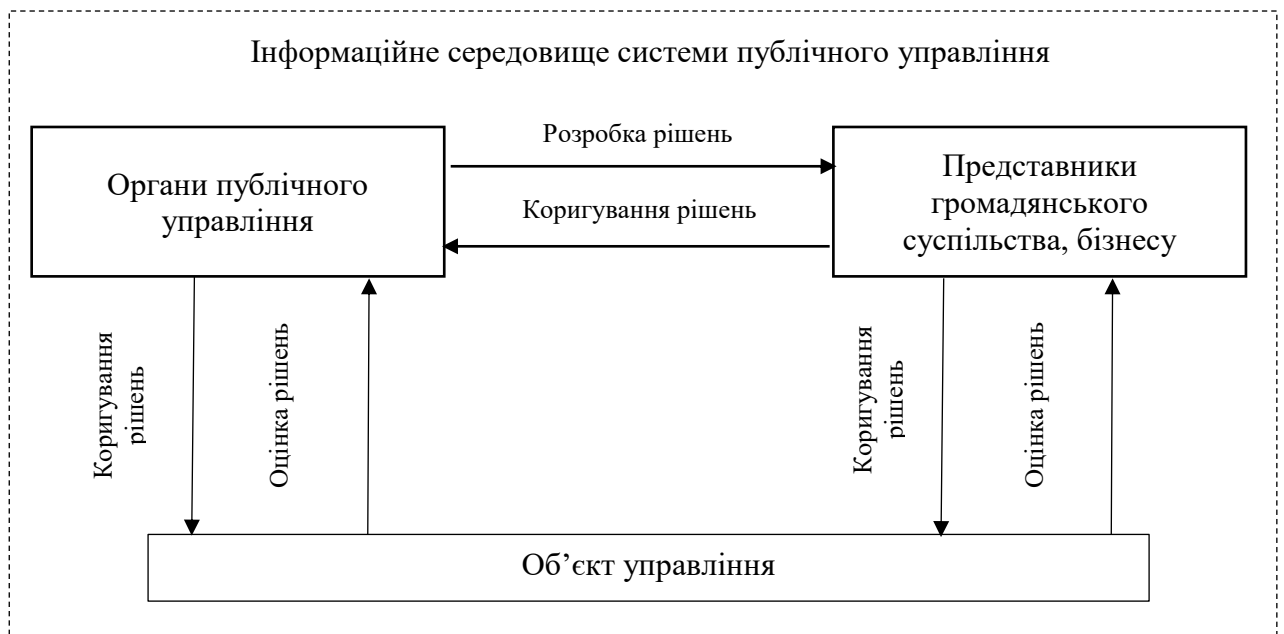 Інформаційне середовище системи публічного управління
Органи публічного
управління
Розробка рішень
Коригування рішень
Представники
громадянського
суспільства, бізнесу
Коригування
рішень
Оцінка рішень
Коригування
рішень
Оцінка рішень
Об’єкт управління